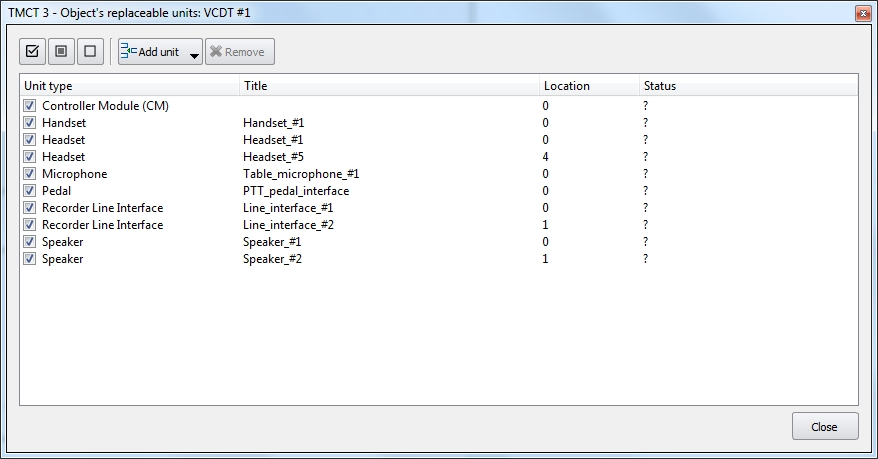 TMCT 3 - Object's replaceable units: VCDT #1
Add unit Remove
Unit type Title Location Status
Controller Module (CM) 0 ?
Handset Handset_#1 0 ?
Headset Headset_#1 0 ?
Headset Headset_#5 4 ?
Microphone Table_microphone_#1 0 ?
Pedal PTT_pedal_interface 0 ?
Recorder Line Interface Line_interface_#1 0 ?
Recorder Line Interface Line_interface_#2 1 ?
Speaker Speaker_#1 0 ?
Speaker Speaker_#2 1 ?
Close